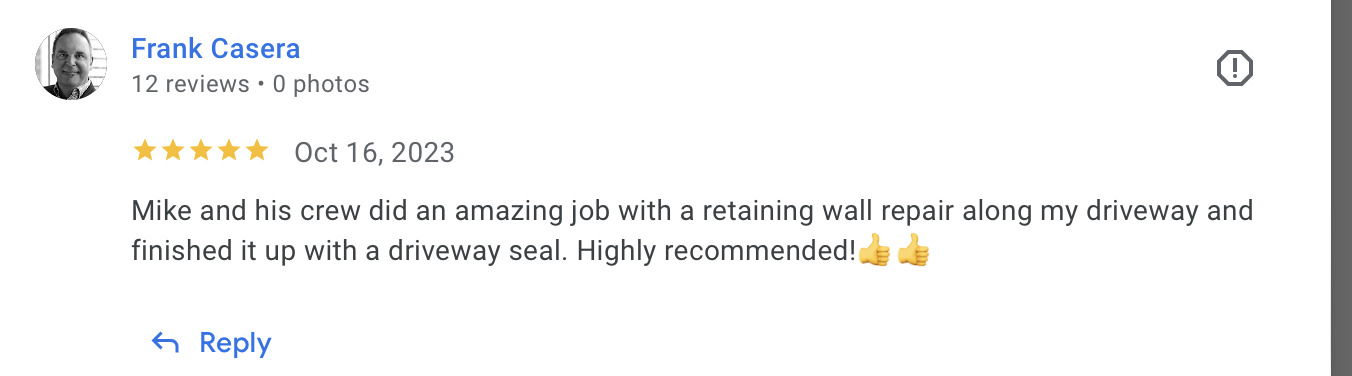 Frank Casera
12 reviews • 0 photos
Oct 16, 2023
Mike and his crew did an amazing job with a retaining wall repair along my driveway and
finished it up with a driveway seal. Highly recommended!👍👍
Reply